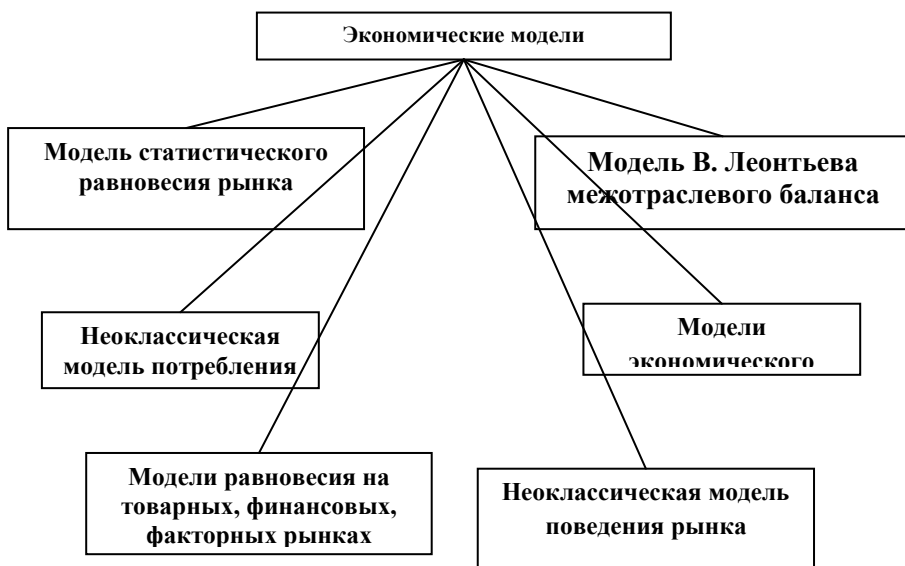 Экономические модели
Модель статистического
равновесия рынка
Модель В. Леонтьева
межотраслевого баланса
Неоклассическая
модель потребления
Модели
экономического
Модели равновесия на
товарных, финансовых,
факторных рынках
Неоклассическая модель
поведения рынка